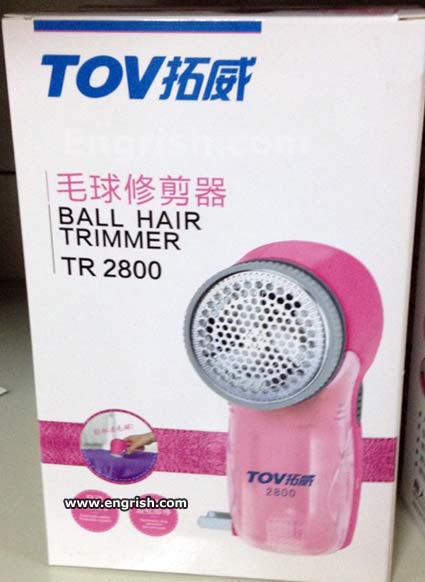 TOV拓威
Engrish.com
毛球修剪器
BALL HAIR
TRIMMER
TR 2800
TOV拓威
2800
www.engrish.com